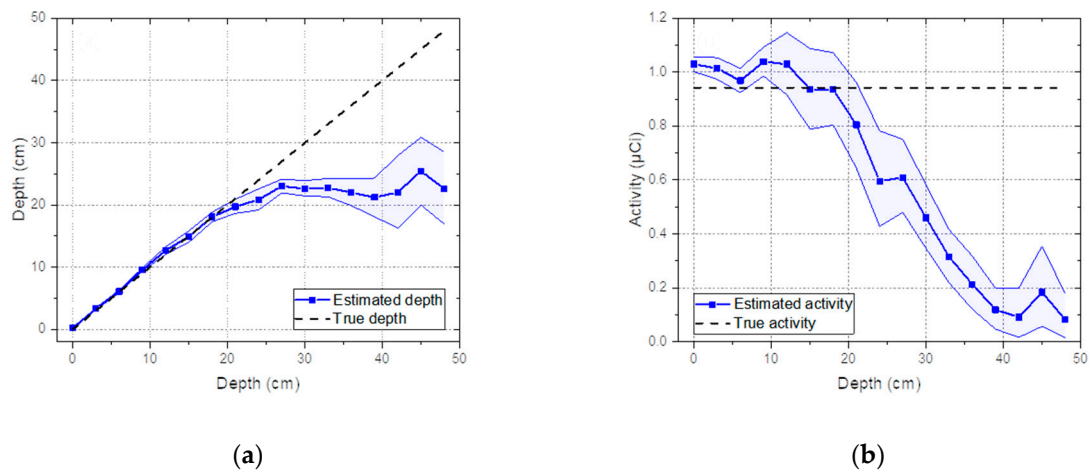 50
40
30
20
10
0
Depth (cm)
Estimated depth
True depth
0 10 20 30 40 50
Depth (cm)
(a)
1.2
1.0
0.8
0.6
0.4
0.2
0.0
Activity (μCi)
Estimated activity
True activity
0 10 20 30 40 50
Depth (cm)
(b)